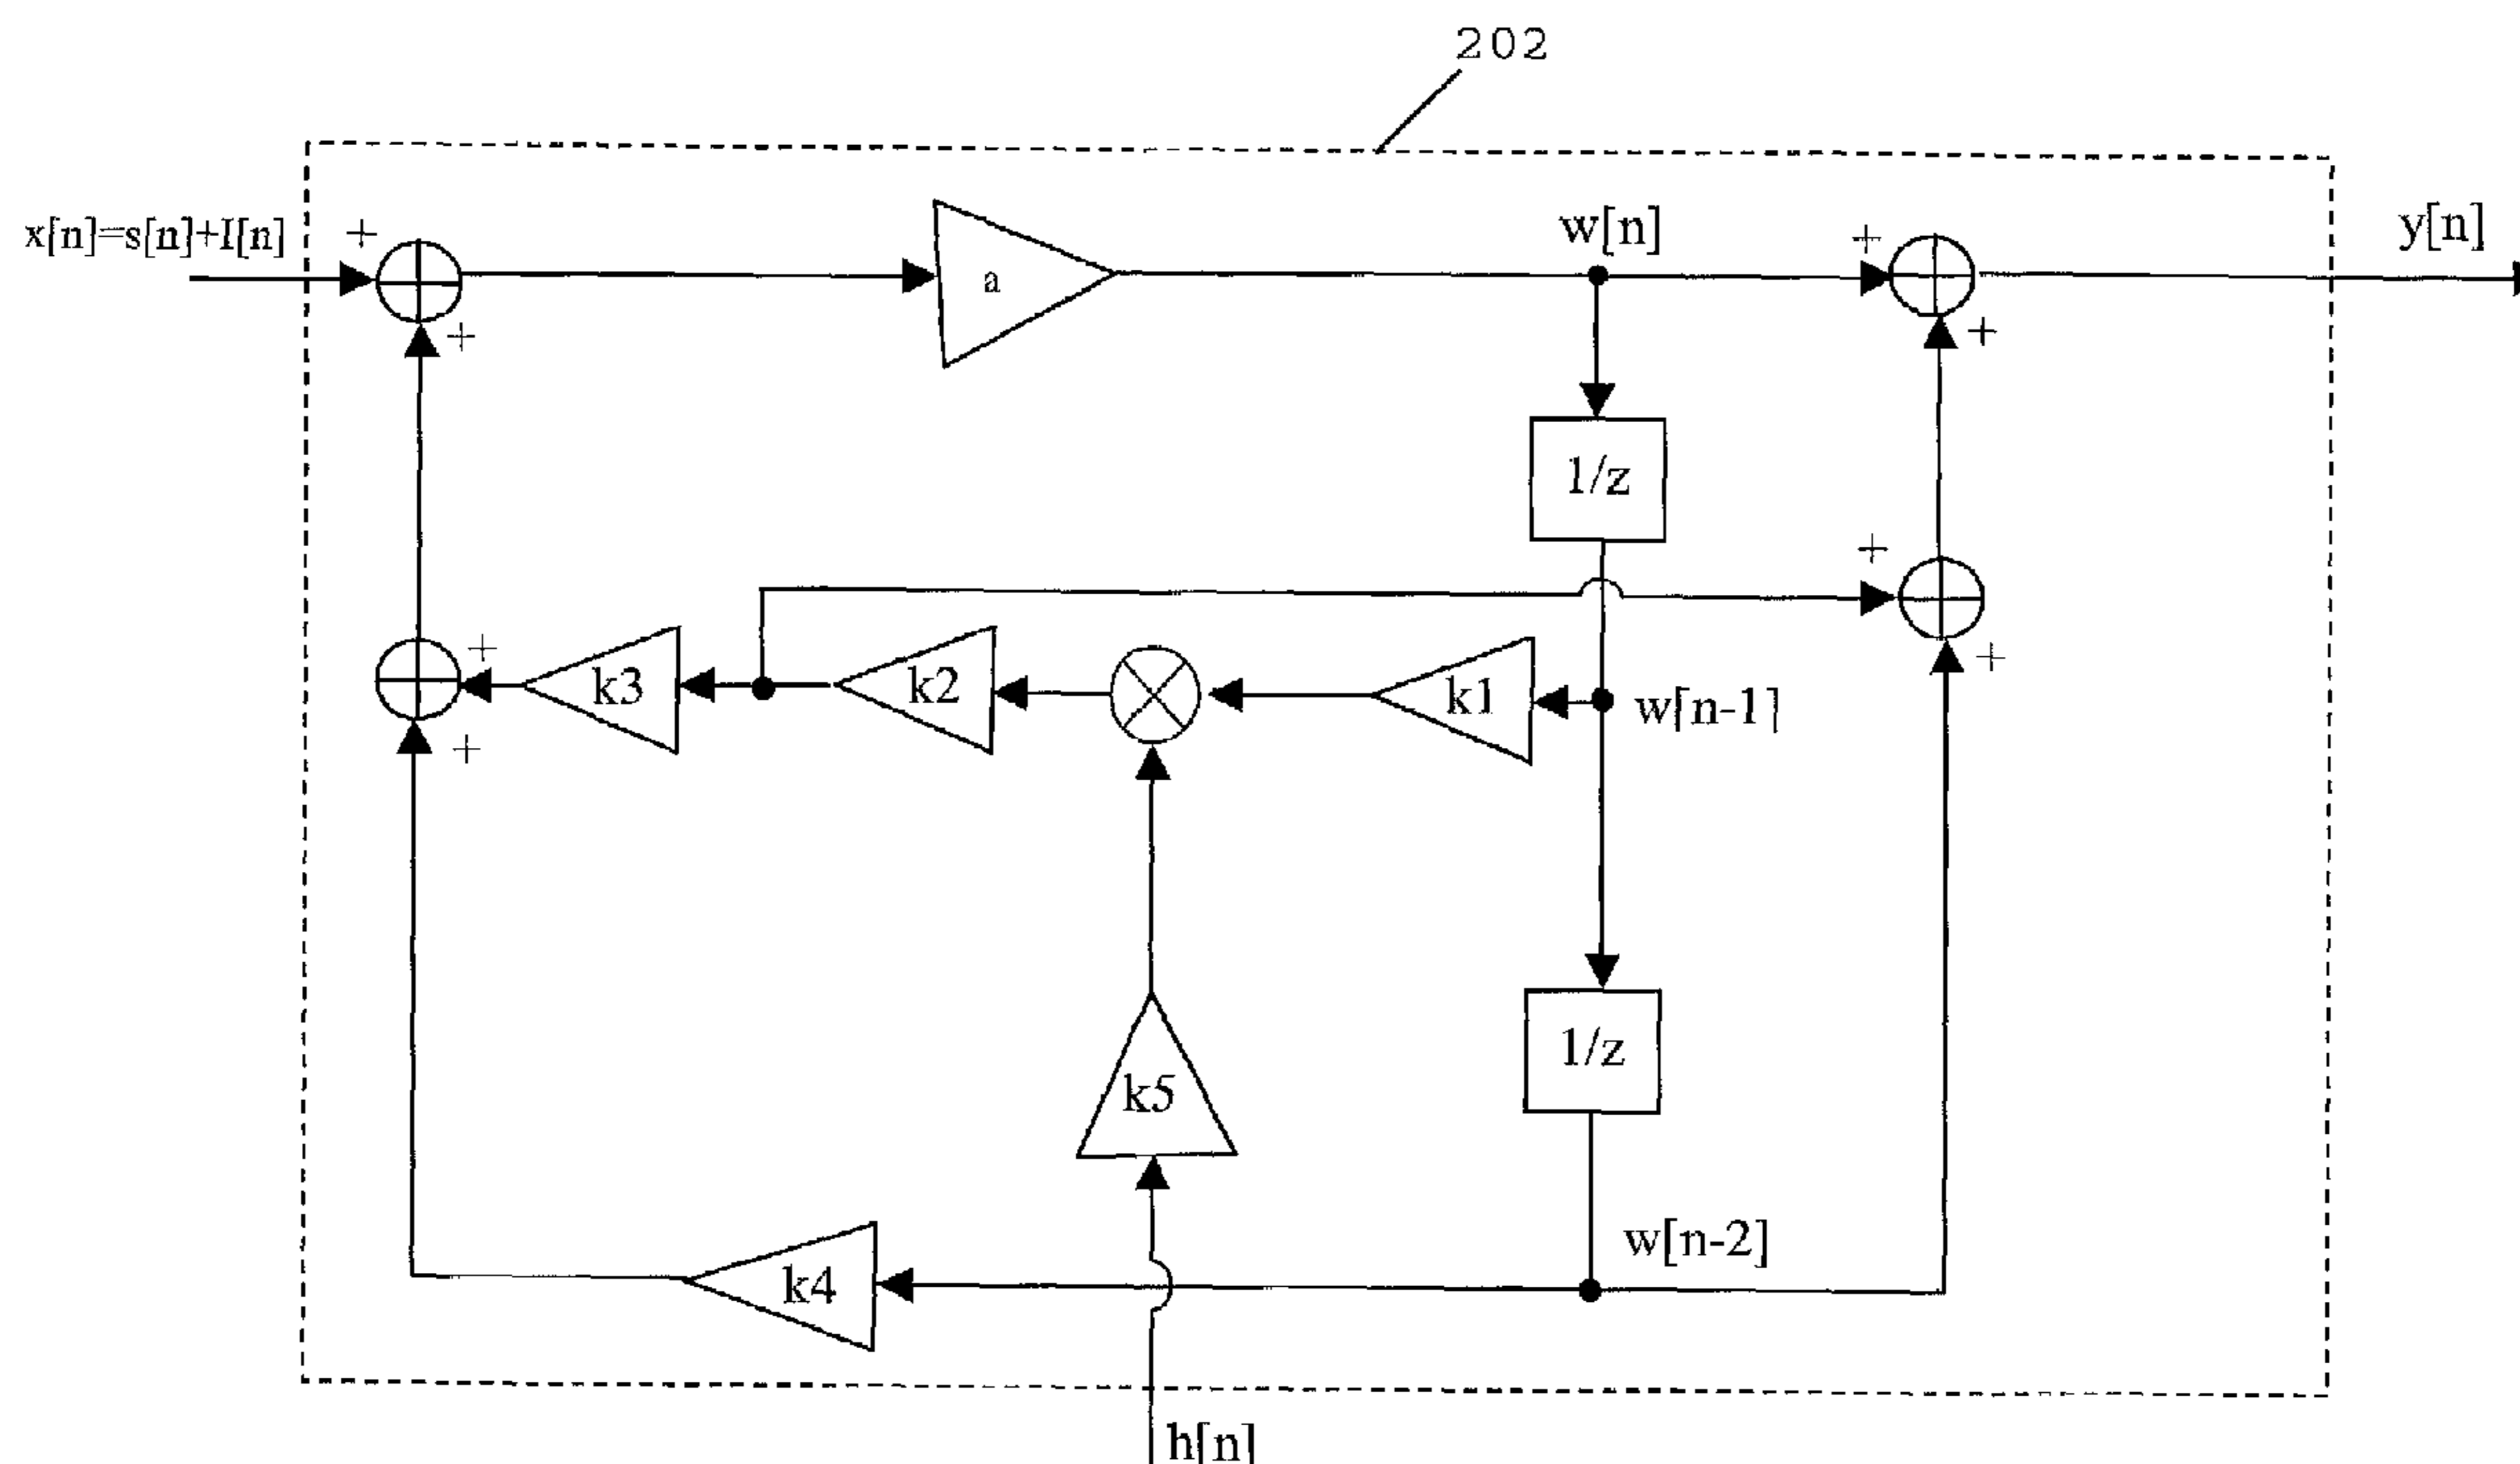 202
x[n]=s[n]+I[n]
+
+
a
w[n]
+
+
y[n]
1/z
+
+
+
+
k3
k2
k1
w[n-1]
k5
1/z
w[n-2]
k4
h[n]